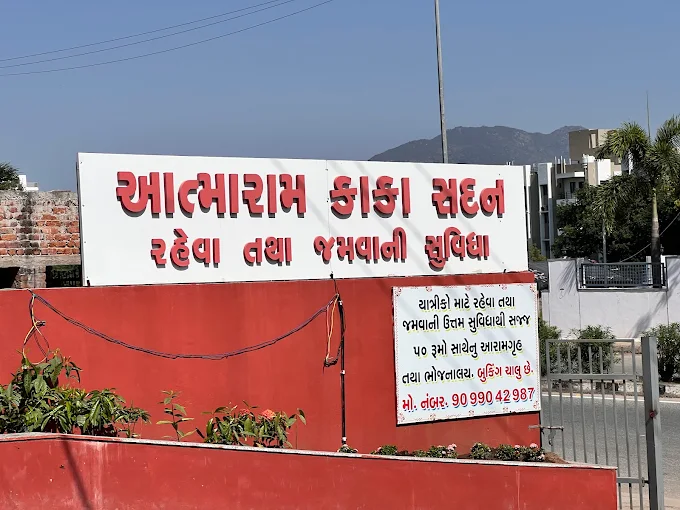 આત્મારામ કાકા સદન
રહેવા તથા જમવાની સુવિધા
યાત્રીકો માટે રહેવા તથા
જમવાની ઉત્તમ સુવિધાથી સજ્જ
૫૦ રૂમો સાથેનુ આરામગૃહ
તથા ભોજનાલય. બુકિંગ ચાલુ છે.
મો. નંબર. 90990 42987